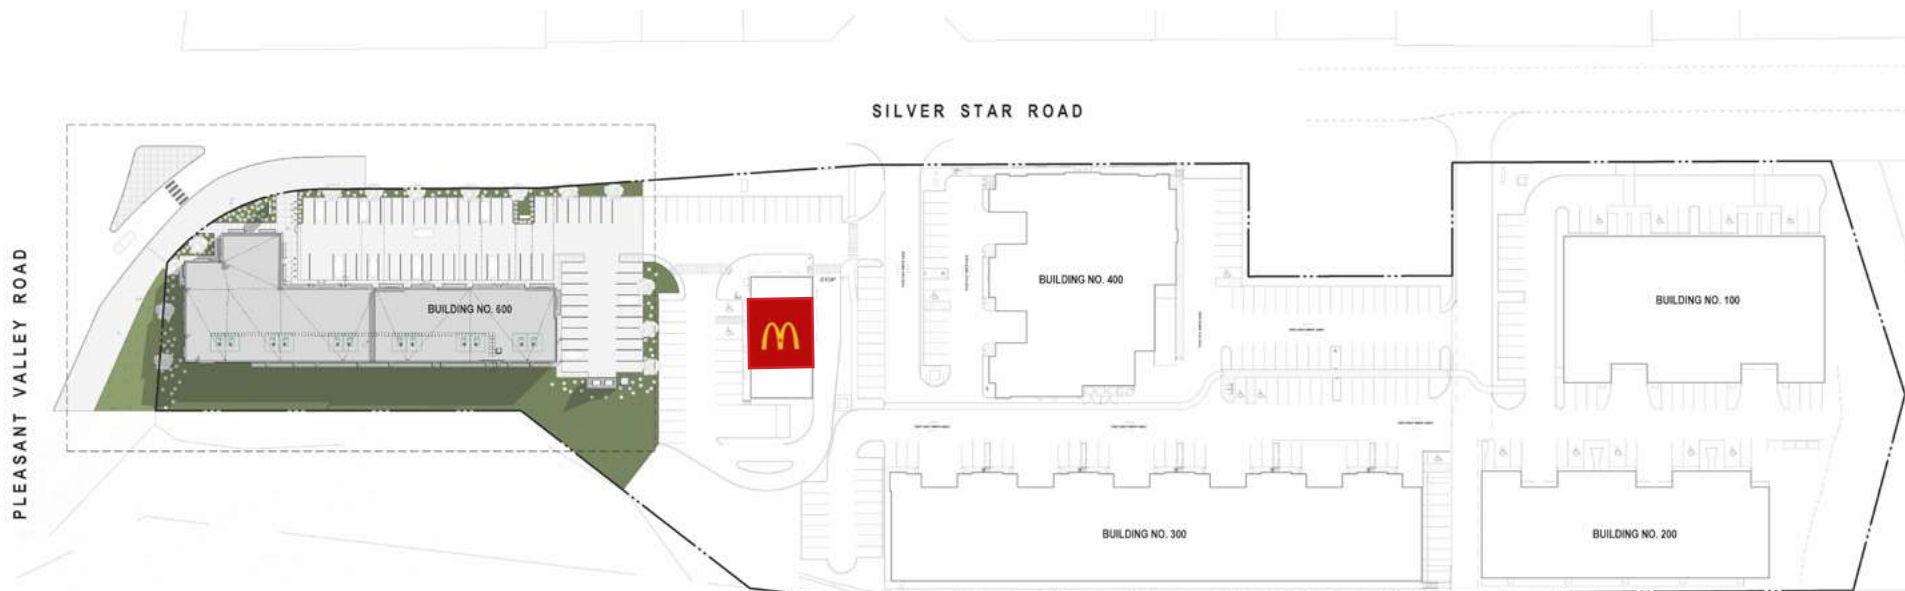 SILVER STAR ROAD
PLEASANT VALLEY ROAD
BUILDING NO. 600
STOP
BUILDING NO. 400
BUILDING NO. 100
BUILDING NO. 300
BUILDING NO. 200